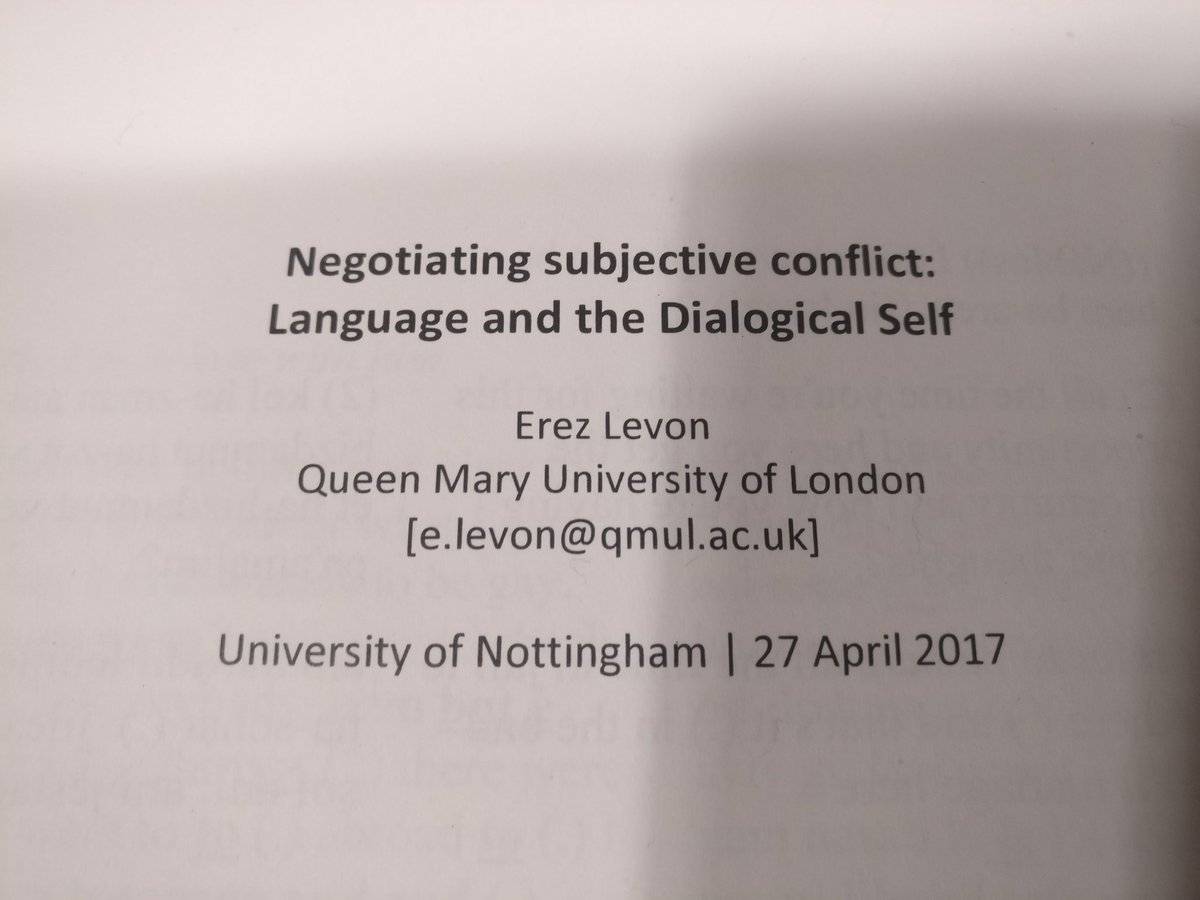 Negotiating subjective conflict:
Language and the Dialogical Self
Erez Levon
Queen Mary University of London
[e.levon@qmul.ac.uk]
University of Nottingham | 27 April 2017